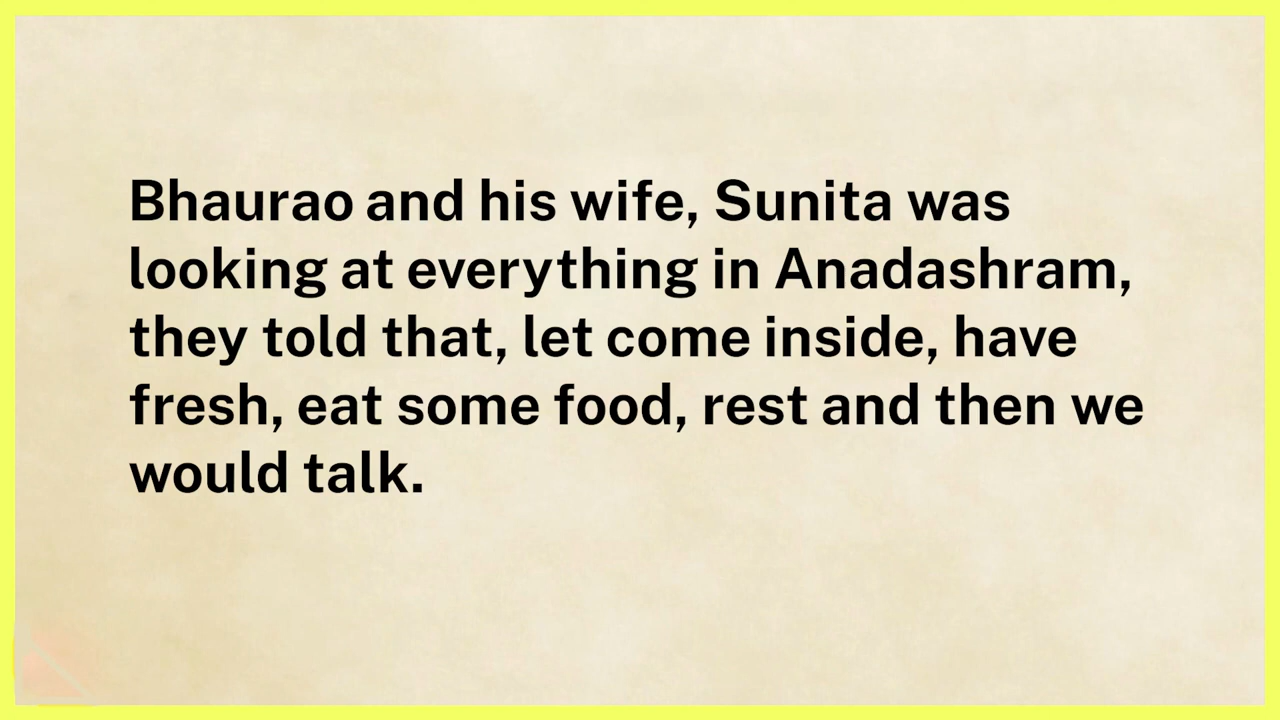 Bhaurao and his wife, Sunita was
looking at everything in Anadashram,
they told that, let come inside, have
fresh, eat some food, rest and then we
would talk.